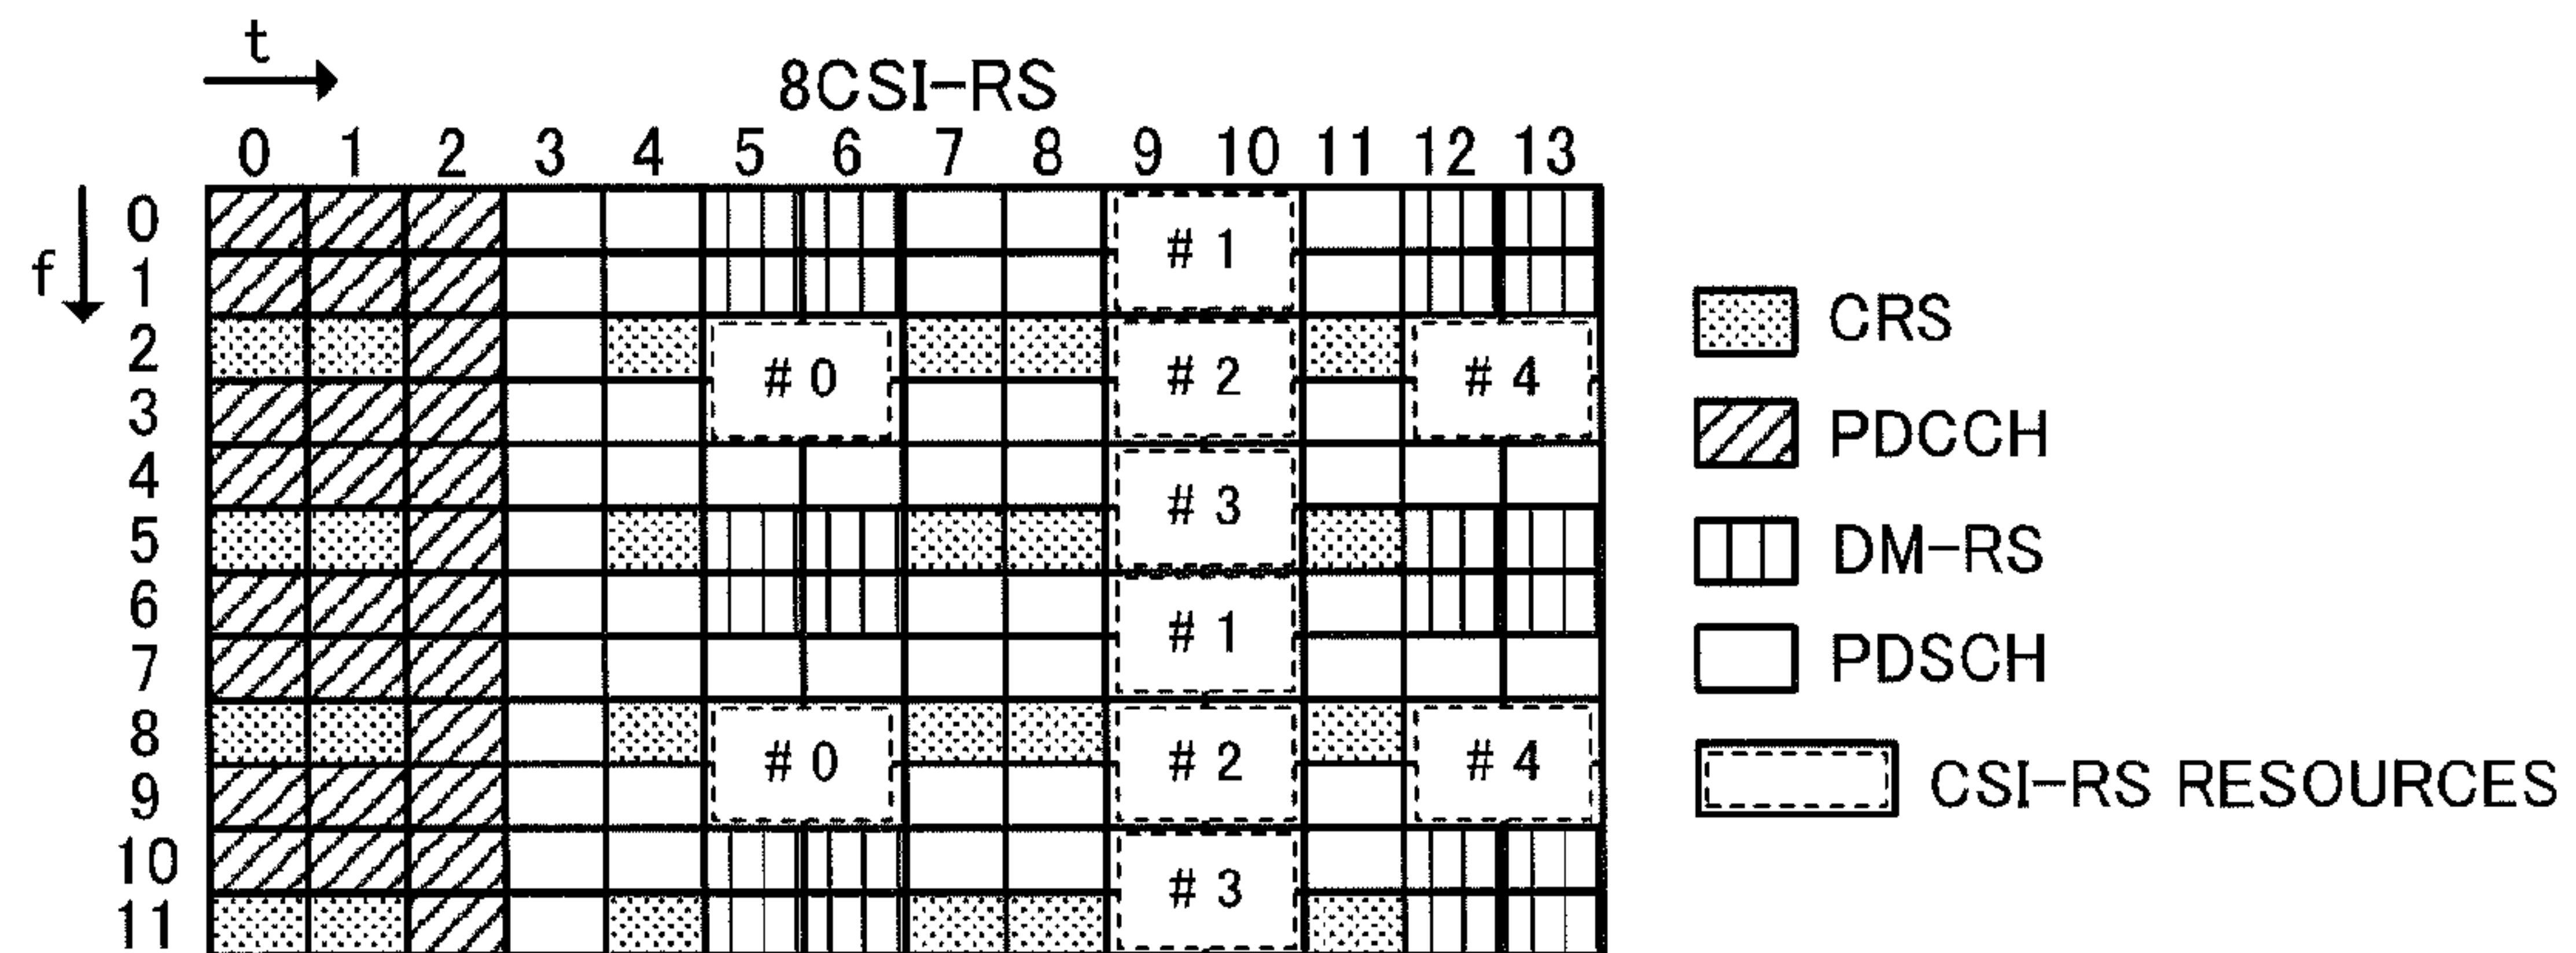 t
8CSI-RS
0 1 2 3 4 5 6 7 8 9 10 11 12 13
f
0
# 1
1
2
# 0 # 2 # 4
3
4
# 3
5
6
# 1
7
8
# 0 # 2 # 4
9
10
# 3
11
CRS
PDCCH
DM-RS
PDSCH
CSI-RS RESOURCES